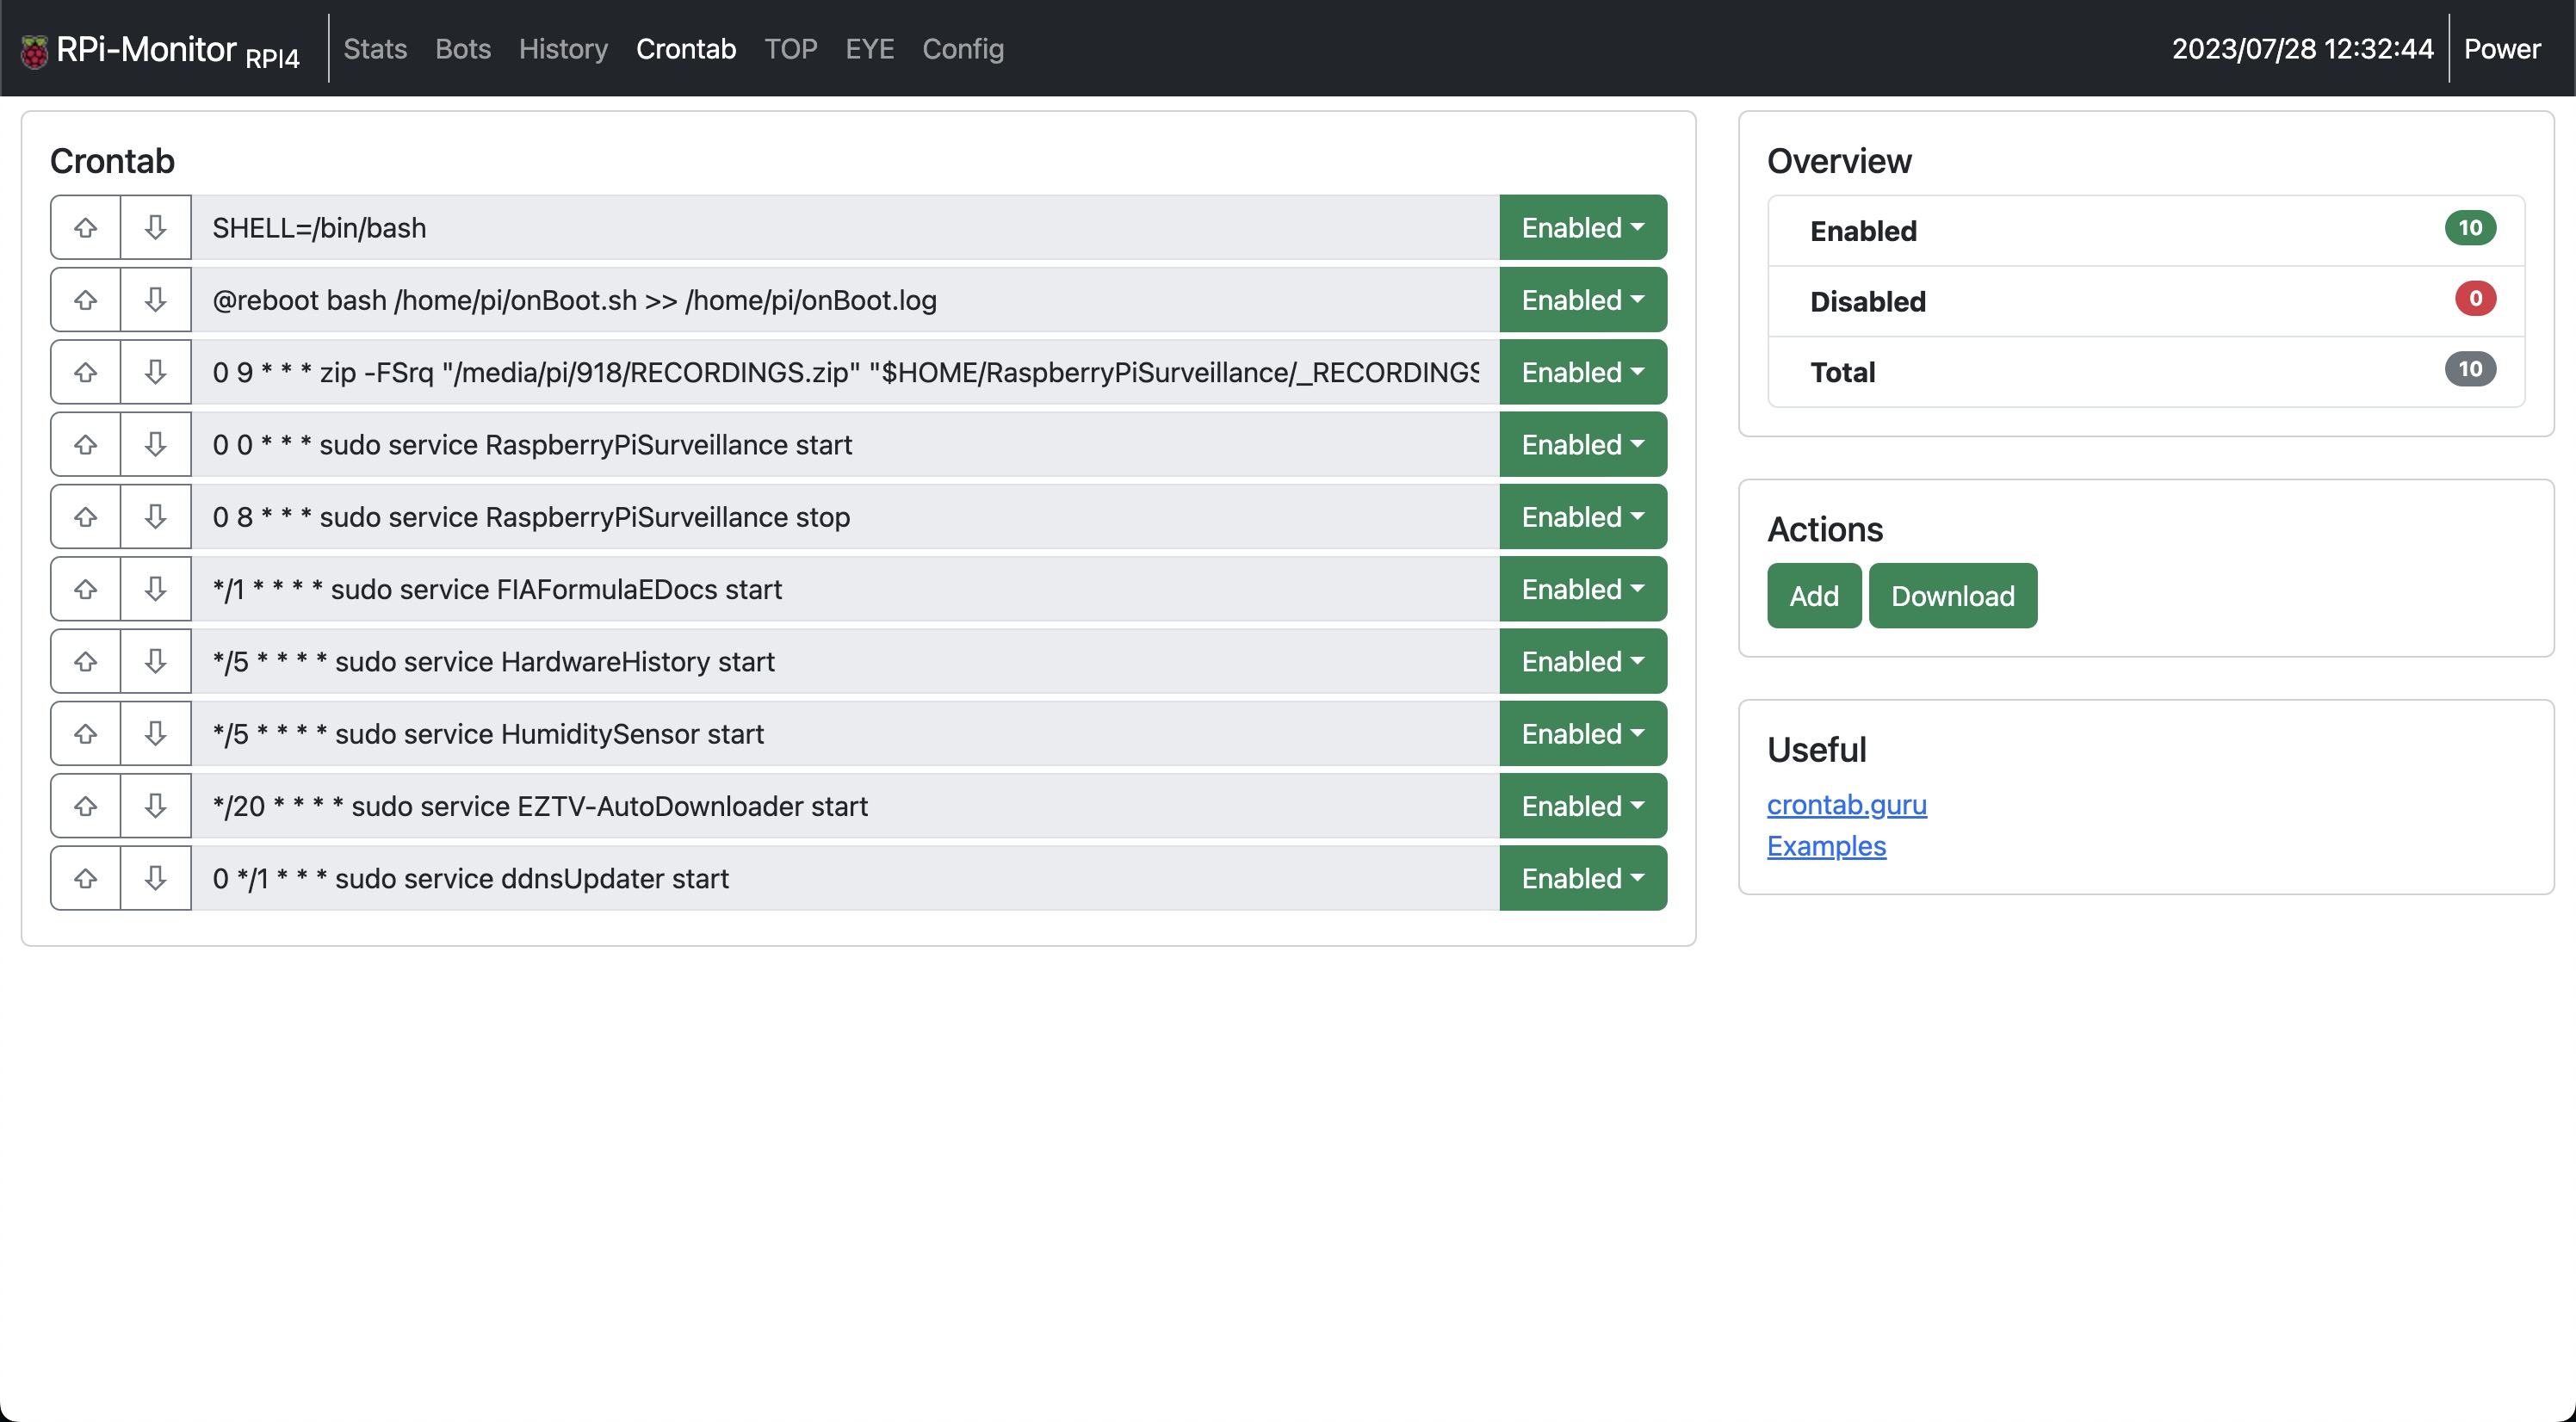 RPi-Monitor RPI4 Stats Bots History Crontab TOP EYE Config 2023/07/28 12:32:44 Power
Crontab
SHELL=/bin/bash Enabled
@reboot bash /home/pi/onBoot.sh >> /home/pi/onBoot.log Enabled
0 9 * * * zip -FSrq "/media/pi/918/RECORDINGS.zip" "$HOME/RaspberryPiSurveillance/_RECORDINGS Enabled
0 0 * * * sudo service RaspberryPiSurveillance start Enabled
0 8 * * * sudo service RaspberryPiSurveillance stop Enabled
*/1 * * * * sudo service FIAFormulaEDocs start Enabled
*/5 * * * * sudo service HardwareHistory start Enabled
*/5 * * * * sudo service HumiditySensor start Enabled
*/20 * * * * sudo service EZTV-AutoDownloader start Enabled
0 */1 * * * sudo service ddnsUpdater start Enabled
Overview
Enabled 10
Disabled 0
Total 10
Actions
Add Download
Useful
crontab.guru
Examples